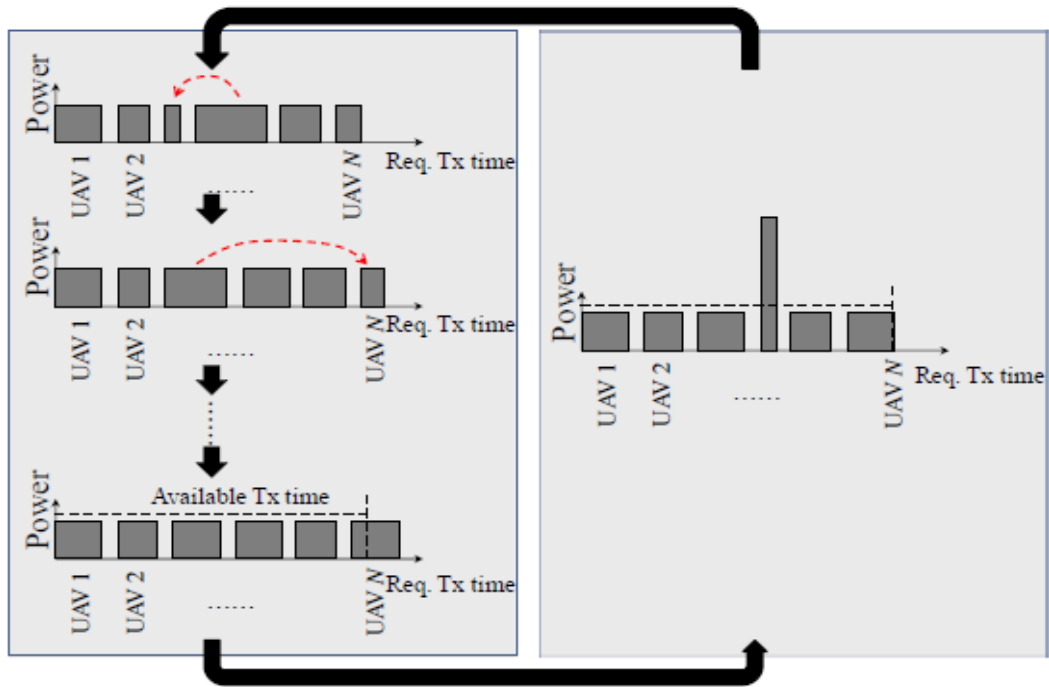 Power
Req. Tx time
UAV 1
UAV 2
UAV N
.......
Power
Req. Tx time
UAV 1
UAV 2
UAV N
.......
Available Tx time
Power
Req. Tx time
UAV 1
UAV 2
UAV N
.......
Power
Req. Tx time
UAV 1
UAV 2
UAV N
.......